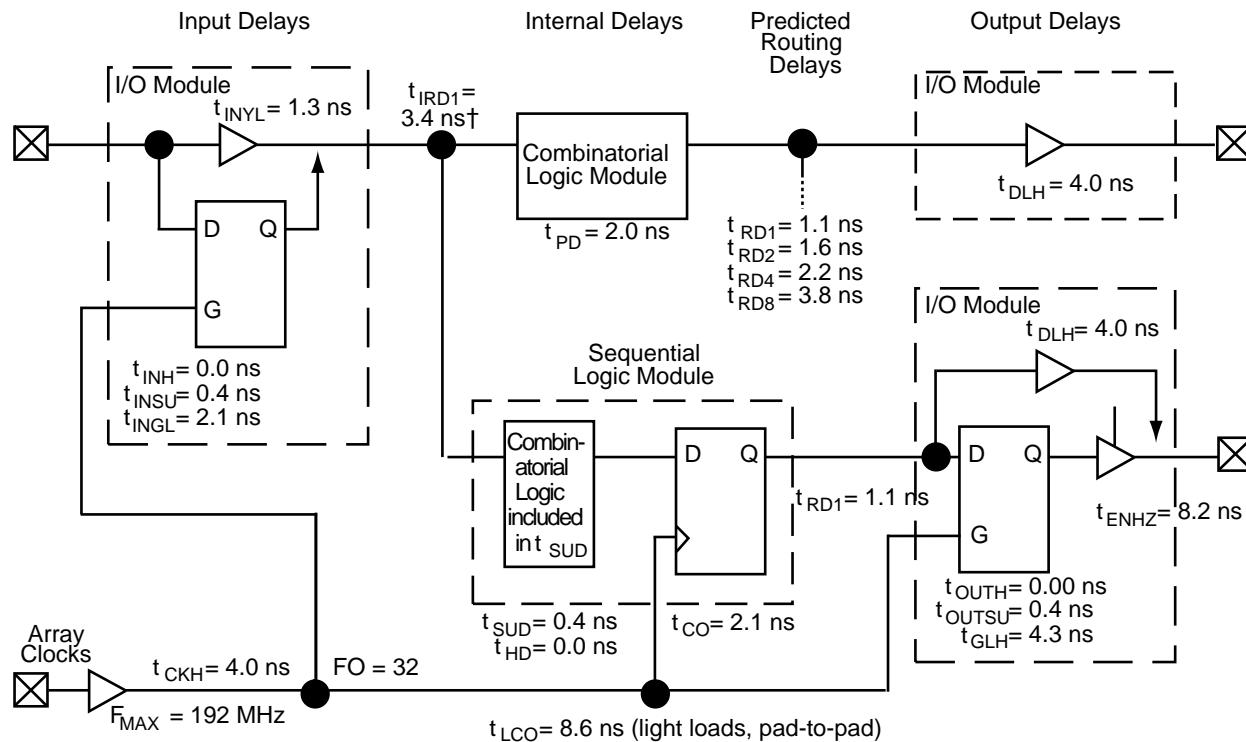 Input Delays
Internal Delays
Predicted
Routing
Delays
Output Delays
I/O Module
t INYL = 1.3 ns
t IRD1 =
3.4 ns†
Combinatorial
Logic Module
t PD = 2.0 ns
t RD1 = 1.1 ns
t RD2 = 1.6 ns
t RD4 = 2.2 ns
t RD8 = 3.8 ns
I/O Module
t DLH = 4.0 ns
D Q
G
t INH = 0.0 ns
t INSU = 0.4 ns
t INGL = 2.1 ns
Sequential
Logic Module
Combin-
atorial
Logic
included
in t SUD
D Q
t SUD = 0.4 ns
t HD = 0.0 ns
t CO = 2.1 ns
t RD1 = 1.1 ns
I/O Module
t DLH = 4.0 ns
D Q
G
t ENHZ = 8.2 ns
t OUTH = 0.00 ns
t OUTSU = 0.4 ns
t GLH = 4.3 ns
Array
Clocks
t CKH = 4.0 ns
FO = 32
F MAX = 192 MHz
t LCO = 8.6 ns (light loads, pad-to-pad)